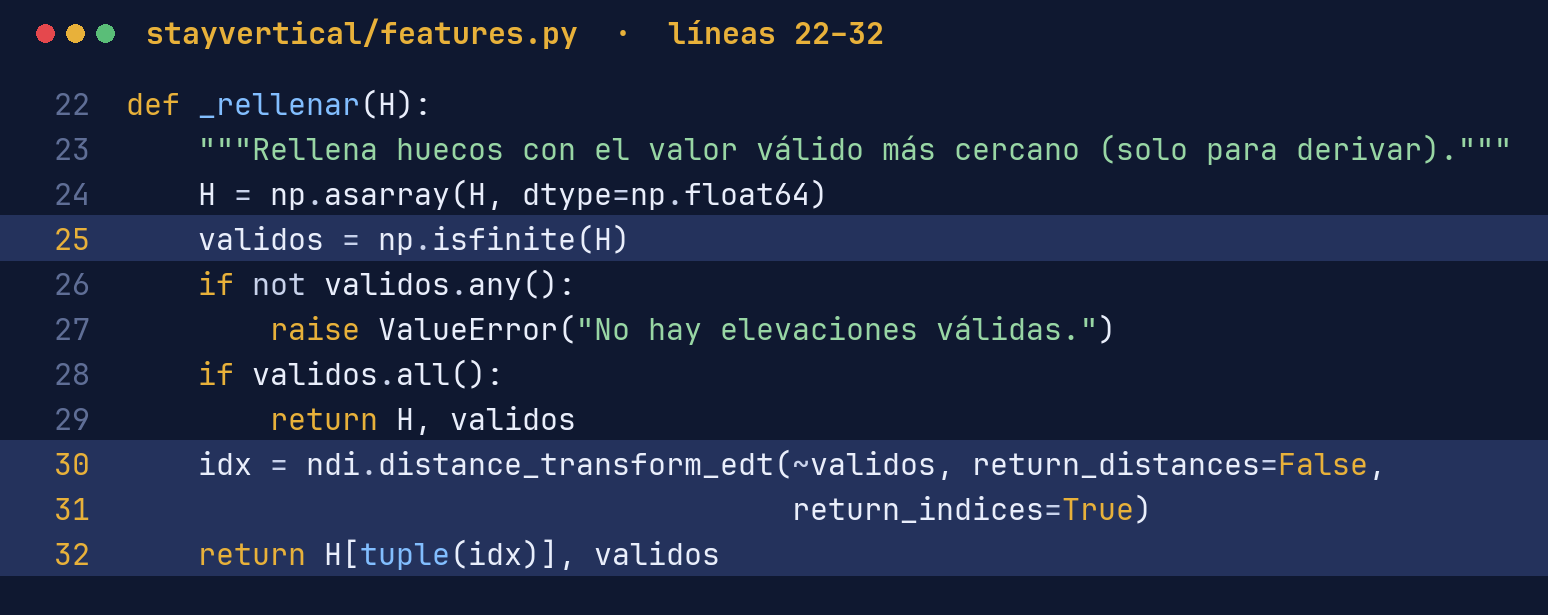 stayvertical/features.py · líneas 22–32
22 def _rellenar(H):
23     """Rellena huecos con el valor válido más cercano (solo para derivar)."""
24     H = np.asarray(H, dtype=np.float64)
25     validos = np.isfinite(H)
26     if not validos.any():
27         raise ValueError("No hay elevaciones válidas.")
28     if validos.all():
29         return H, validos
30     idx = ndi.distance_transform_edt(~validos, return_distances=False,
31                                      return_indices=True)
32     return H[tuple(idx)], validos